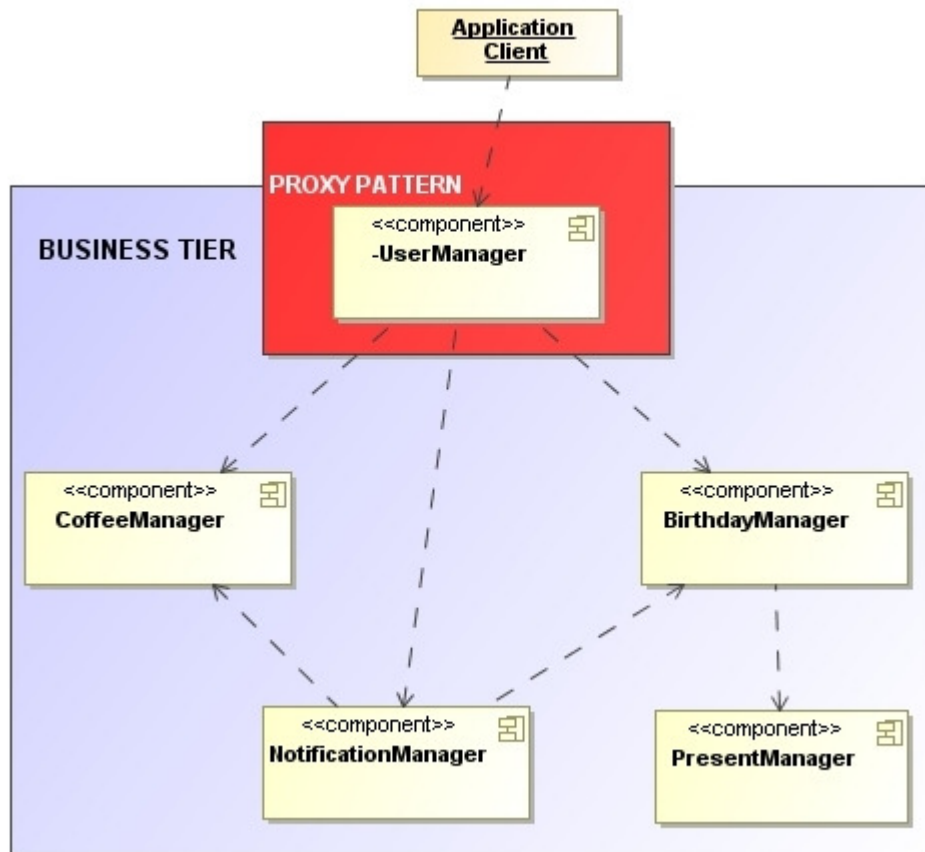 Application
Client
PROXY PATTERN
<<component>>
-UserManager
BUSINESS TIER
<<component>>
CoffeeManager
<<component>>
BirthdayManager
<<component>>
NotificationManager
<<component>>
PresentManager